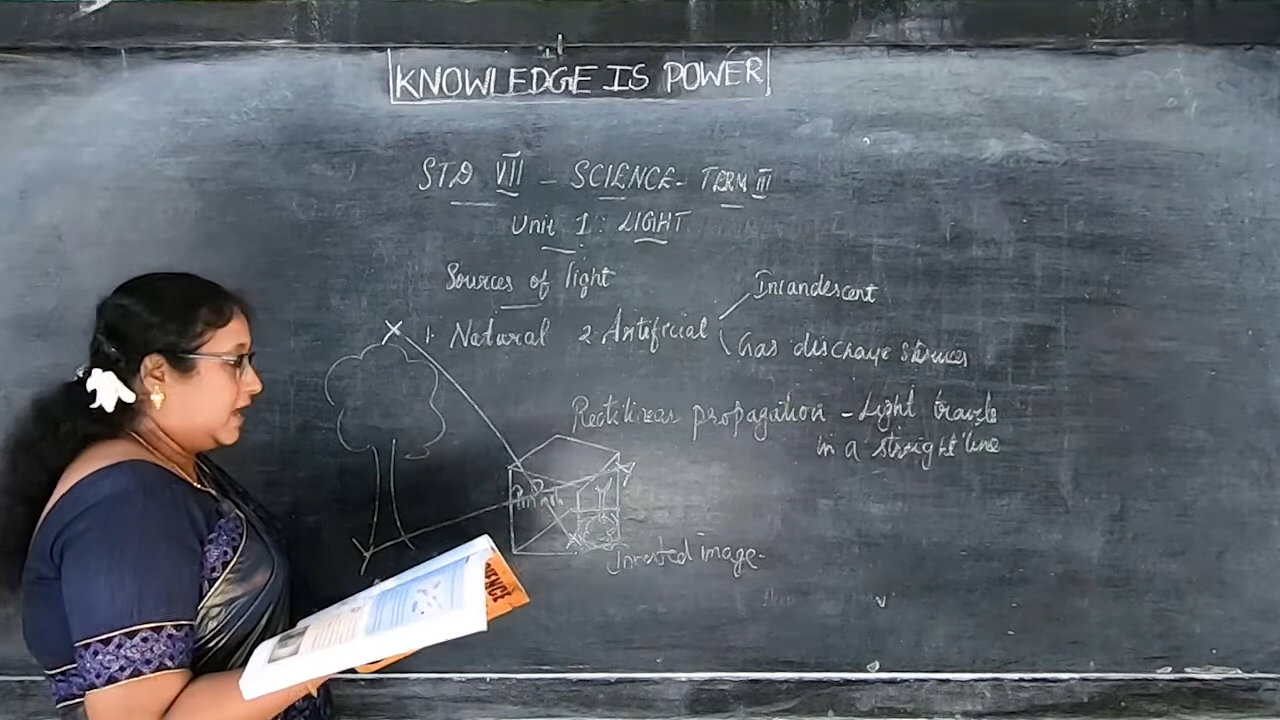 KNOWLEDGE IS POWER
STD VII - SCIENCE - TERM III
Unit 1: LIGHT
Sources of light
Incandescent
1. Natural 2. Artificial
Gas discharge sources
Rectilinear propagation - Light travels
in a straight line
Inverted image